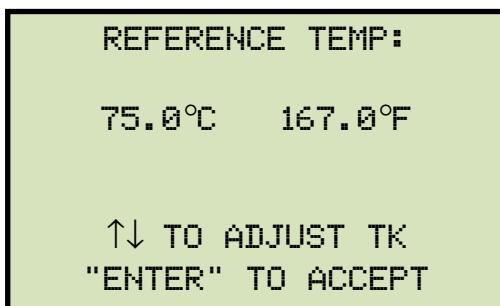 REFERENCE TEMP:
75.0°C 167.0°F
↑↓ TO ADJUST TK
"ENTER" TO ACCEPT